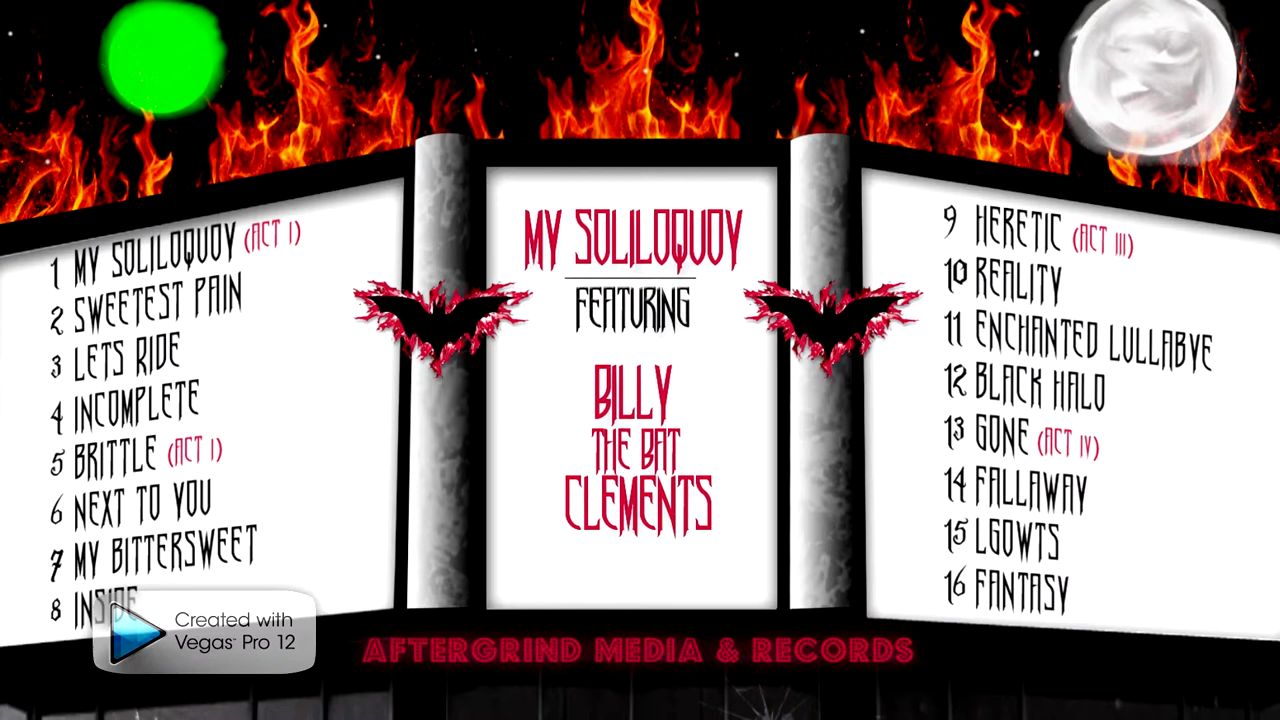 1 MY SOLILOQUOY (ACT I)
2 SWEETEST PAIN
3 LETS RIDE
4 INCOMPLETE
5 BRITTLE (ACT I)
6 NEXT TO YOU
7 MY BITTERSWEET
8 INSIDE
Created with
Vegas™ Pro 12
MY SOLILOQUOY
FEATURING
BILLY
THE BAT
CLEMENTS
9 HERETIC (ACT III)
10 REALITY
11 ENCHANTED LULLABYE
12 BLACK HALO
13 GONE (ACT IV)
14 FALLAWAY
15 LGOWTS
16 FANTASY
AFTERGRIND MEDIA & RECORDS